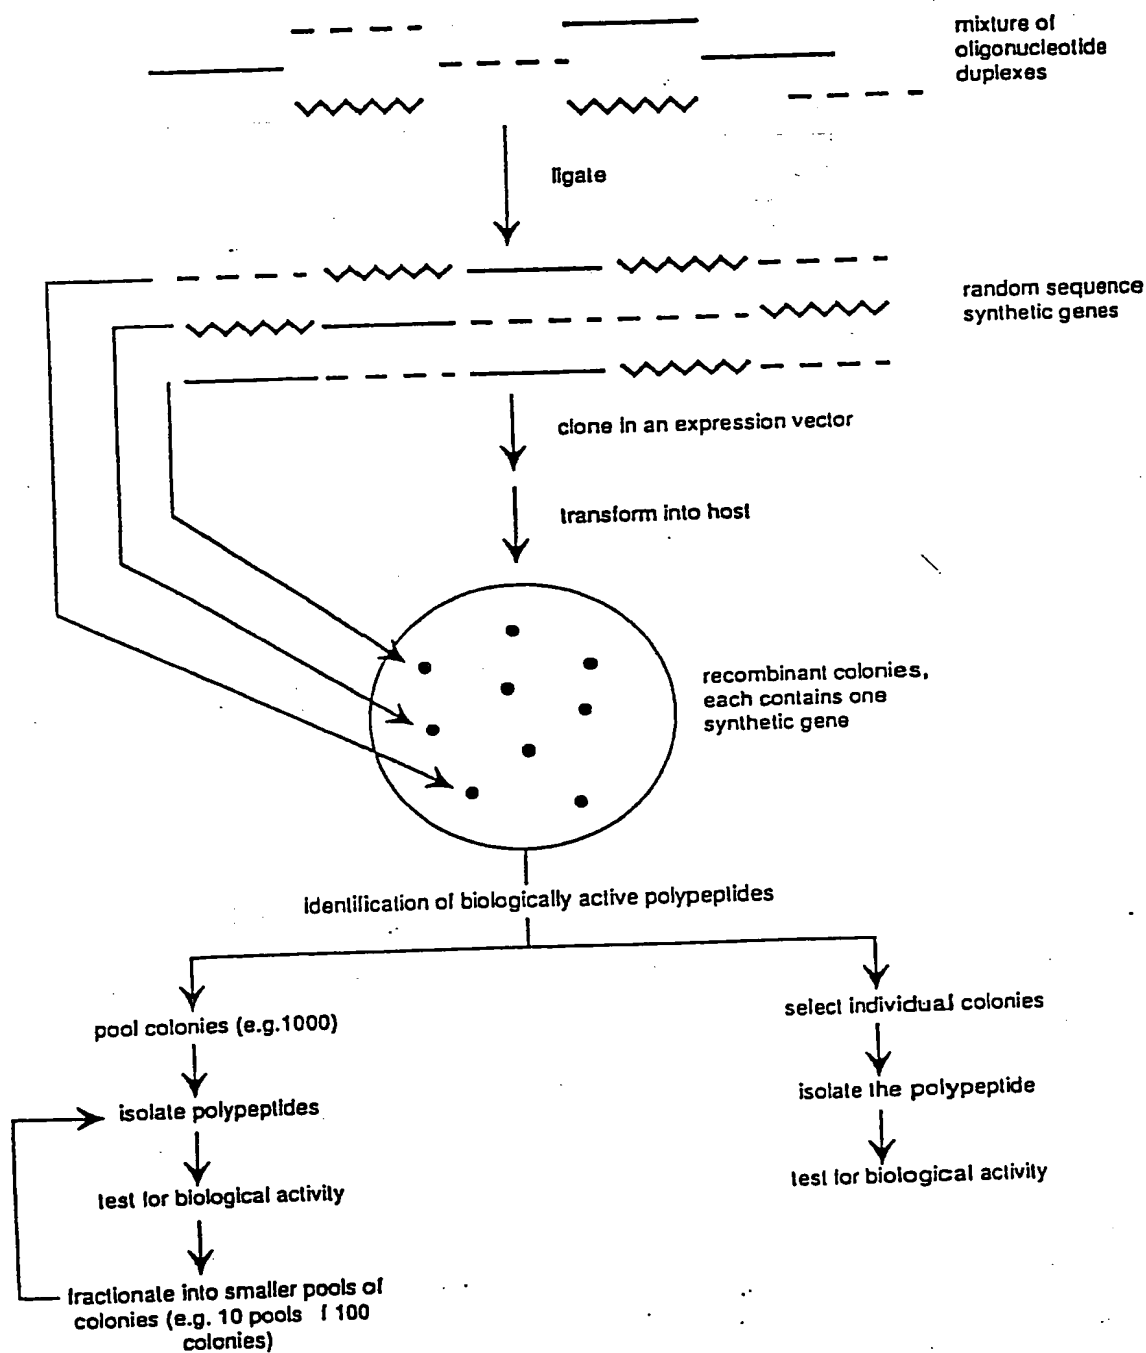 mixture of
oligonucleotide
duplexes
ligate
random sequence
synthetic genes
clone in an expression vector
transform into host
recombinant colonies,
each contains one
synthetic gene
identification of biologically active polypeptides
pool colonies (e.g.1000)
isolate polypeptides
test for biological activity
fractionate into smaller pools of
colonies (e.g. 10 pools f 100
colonies)
select individual colonies
isolate the polypeptide
test for biological activity